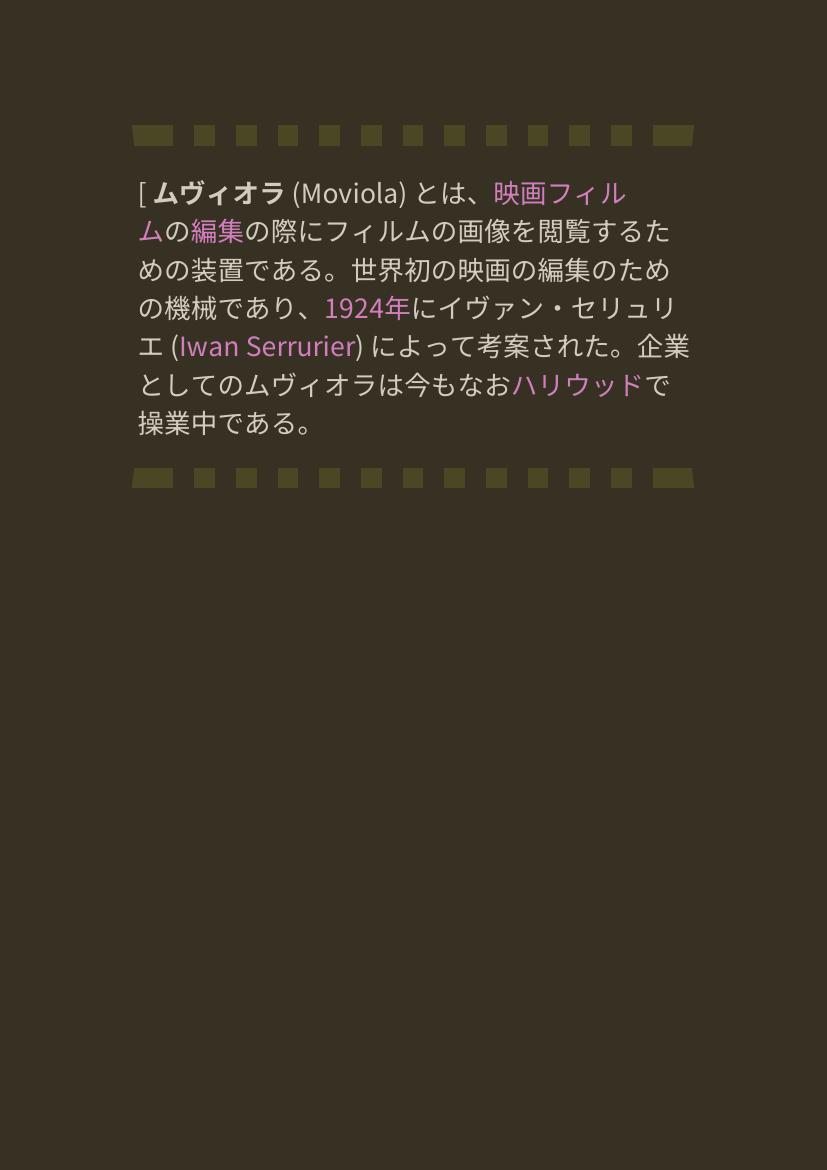 [ ムヴィオラ (Moviola) とは、映画フィル
ムの編集の際にフィルムの画像を閲覧するた
めの装置である。世界初の映画の編集のため
の機械であり、1924年にイヴァン・セリュリ
エ (Iwan Serrurier) によって考案された。企業
としてのムヴィオラは今もなおハリウッドで
操業中である。